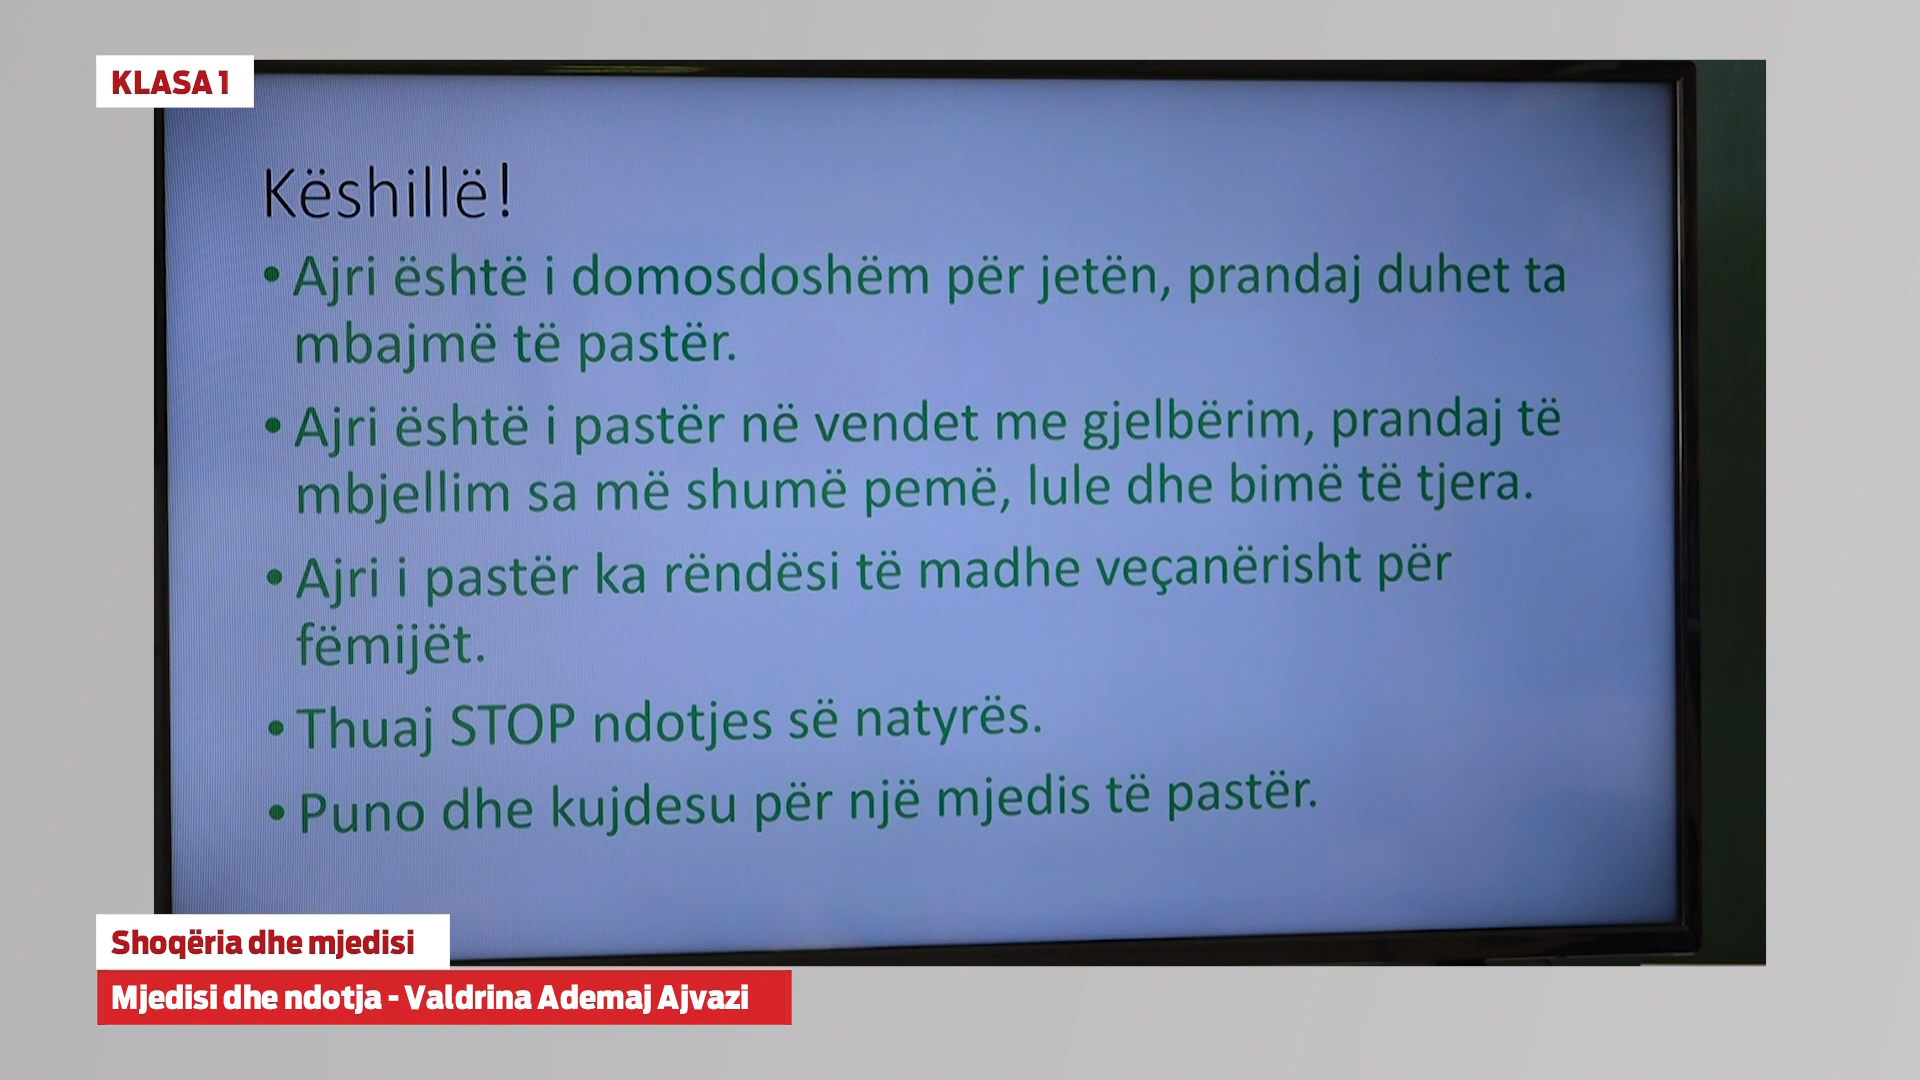 KLASA 1
Këshillë!
• Ajri është i domosdoshëm për jetën, prandaj duhet ta
mbajmë të pastër.
• Ajri është i pastër në vendet me gjelbërim, prandaj të
mbjellim sa më shumë pemë, lule dhe bimë të tjera.
• Ajri i pastër ka rëndësi të madhe veçanërisht për
fëmijët.
• Thuaj STOP ndotjes së natyrës.
• Puno dhe kujdesu për një mjedis të pastër.
Shoqëria dhe mjedisi
Mjedisi dhe ndotja - Valdrina Ademaj Ajvazi